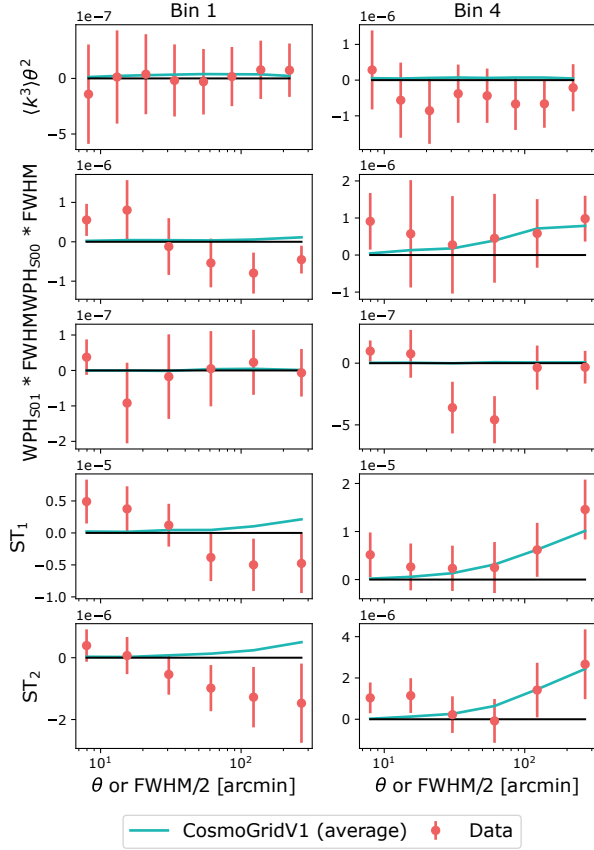 Bin 1
Bin 4
1e−7
1e−6
⟨k³⟩θ²
0
−5
0
−1
1e−6
1e−6
WPH_S00 * FWHM
1
0
−1
2
1
0
−1
1e−7
1e−7
WPH_S01 * FWHM
1
0
−1
−2
0
−5
1e−5
1e−5
ST₁
0.5
0.0
−0.5
−1.0
2
1
0
1e−6
1e−6
ST₂
0
−2
4
2
0
10¹
10²
10¹
10²
θ or FWHM/2 [arcmin]
θ or FWHM/2 [arcmin]
CosmoGridV1 (average)
Data